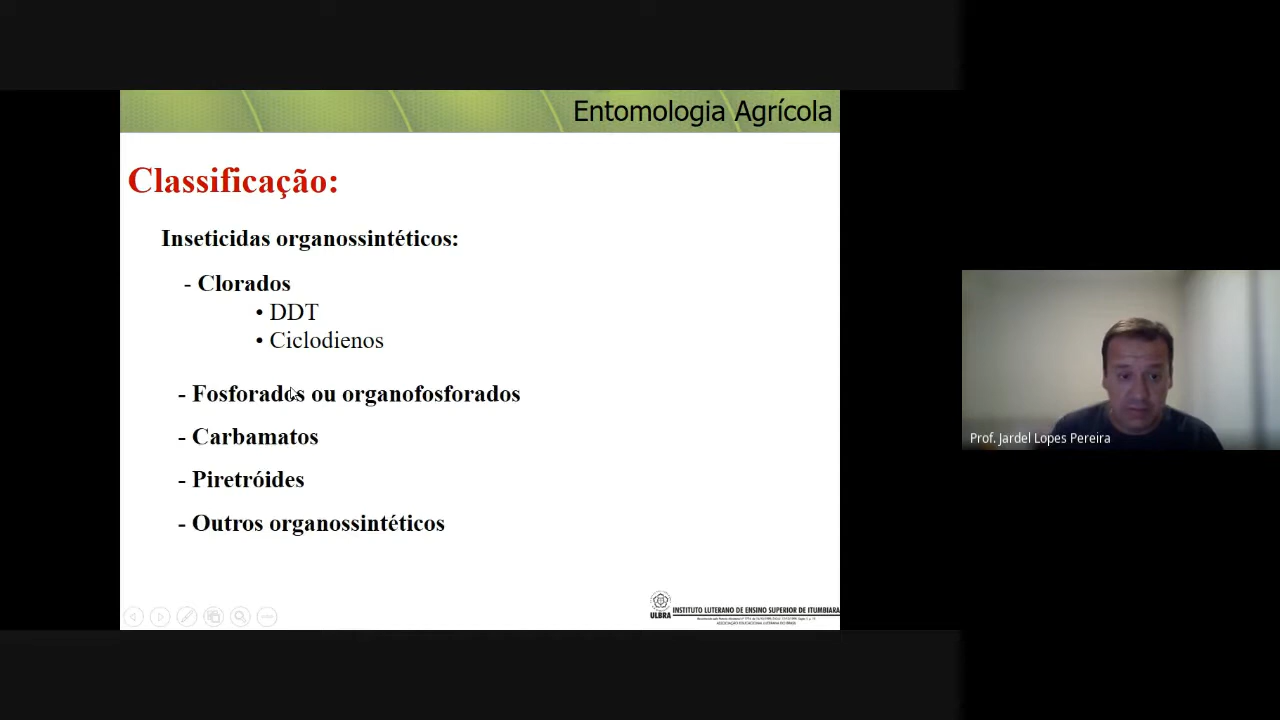 Entomologia Agrícola
Classificação:
Inseticidas organossintéticos:
- Clorados
• DDT
• Ciclodienos
- Fosforados ou organofosforados
- Carbamatos
- Piretróides
- Outros organossintéticos
Prof. Jardel Lopes Pereira
ULBRA
INSTITUTO LUTERANO DE ENSINO SUPERIOR DE ITUMBIARA